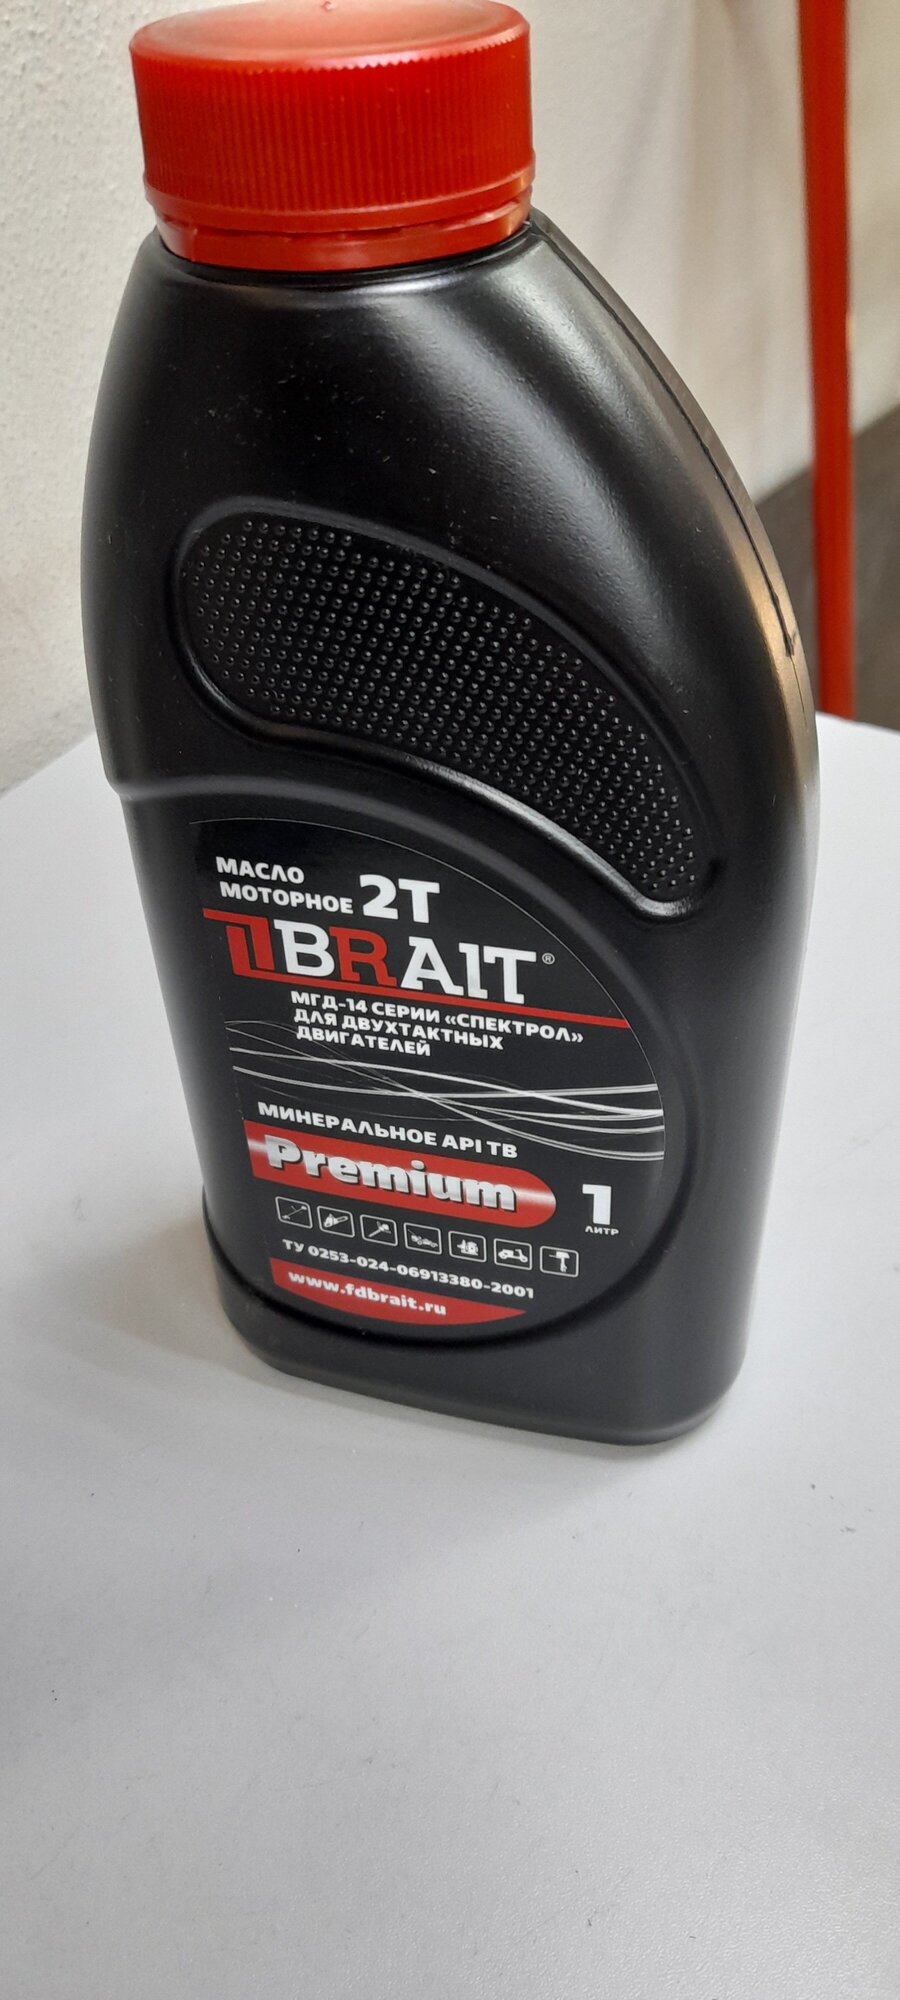 МАСЛО
МОТОРНОЕ 2Т
BRAIT®
МГД-14 СЕРИИ «СПЕКТРОЛ»
ДЛЯ ДВУХТАКТНЫХ
ДВИГАТЕЛЕЙ
МИНЕРАЛЬНОЕ API TB
Premium
1
ЛИТР
ТУ 0253-024-06913380-2001
www.fdbrait.ru